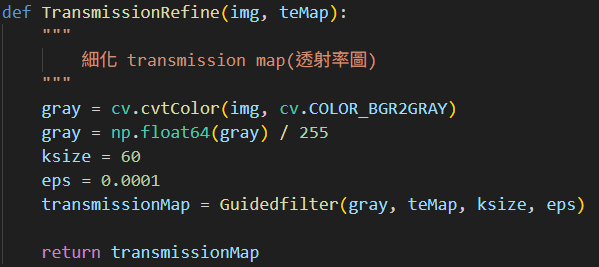 def TransmissionRefine(img, teMap):
"""
細化 transmission map(透射率圖)
"""
gray = cv.cvtColor(img, cv.COLOR_BGR2GRAY)
gray = np.float64(gray) / 255
ksize = 60
eps = 0.0001
transmissionMap = Guidedfilter(gray, teMap, ksize, eps)
return transmissionMap